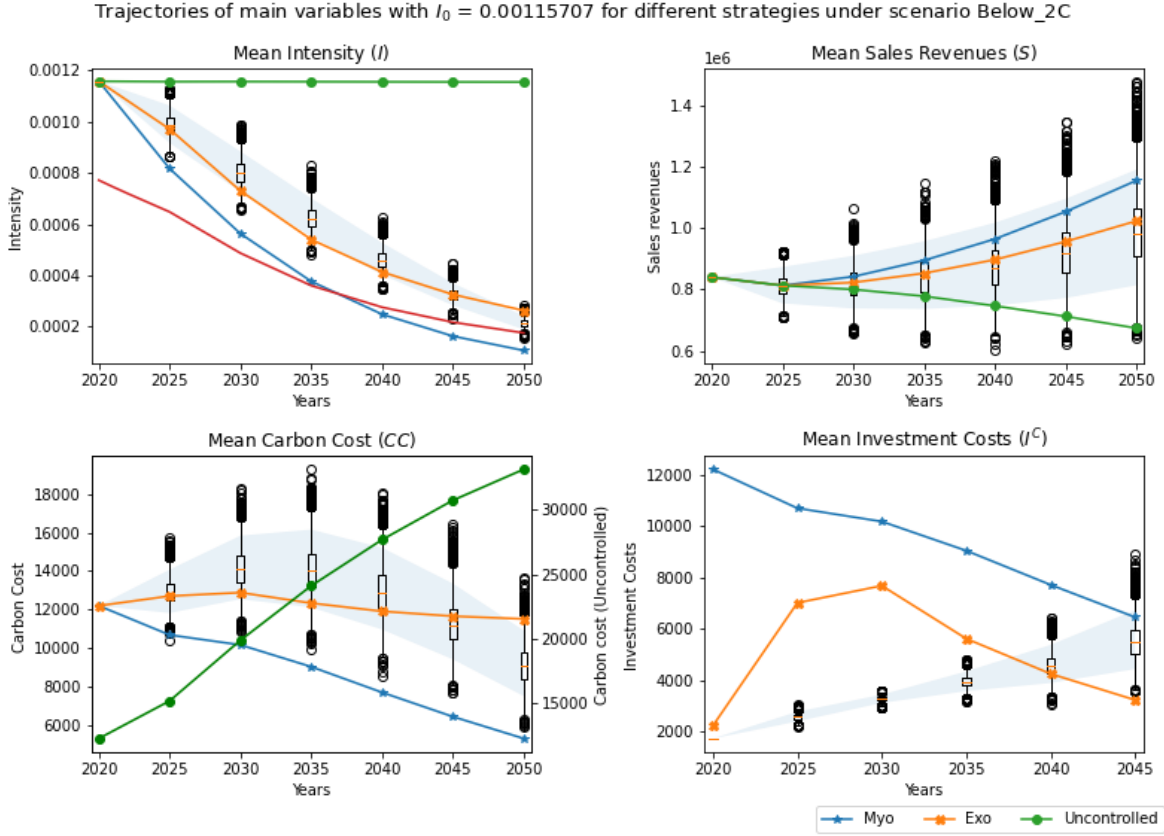 Trajectories of main variables with I₀ = 0.00115707 for different strategies under scenario Below_2C
Mean Intensity (I)
0.0012
0.0010
0.0008
0.0006
0.0004
0.0002
Intensity
2020 2025 2030 2035 2040 2045 2050
Years
Mean Sales Revenues (S)
1e6
1.4
1.2
1.0
0.8
0.6
Sales revenues
2020 2025 2030 2035 2040 2045 2050
Years
Mean Carbon Cost (CC)
18000
16000
14000
12000
10000
8000
6000
Carbon Cost
30000
25000
20000
15000
Carbon cost (Uncontrolled)
2020 2025 2030 2035 2040 2045 2050
Years
Mean Investment Costs (Iᶜ)
12000
10000
8000
6000
4000
2000
Investment Costs
2020 2025 2030 2035 2040 2045
Years
Myo Exo Uncontrolled